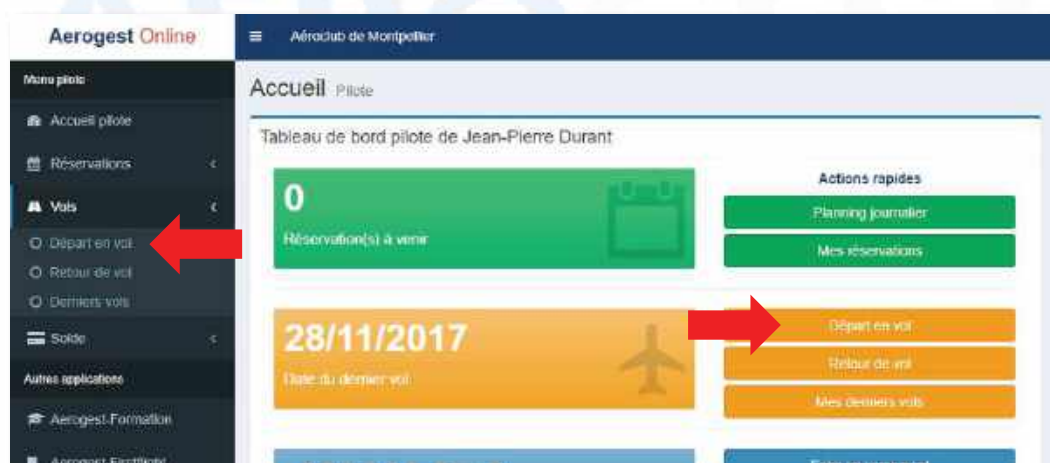 Aerogest Online
Aéroclub de Montpellier
Menu pilote
Accueil pilote
Réservations
Vols
Départ en vol
Retour de vol
Derniers vols
Solde
Autres applications
Aerogest-Formation
Accueil Pilote
Tableau de bord pilote de Jean-Pierre Durant
0
Réservation(s) à venir
Actions rapides
Planning journalier
Mes réservations
28/11/2017
Date du dernier vol
Départ en vol
Retour de vol
Mes derniers vols